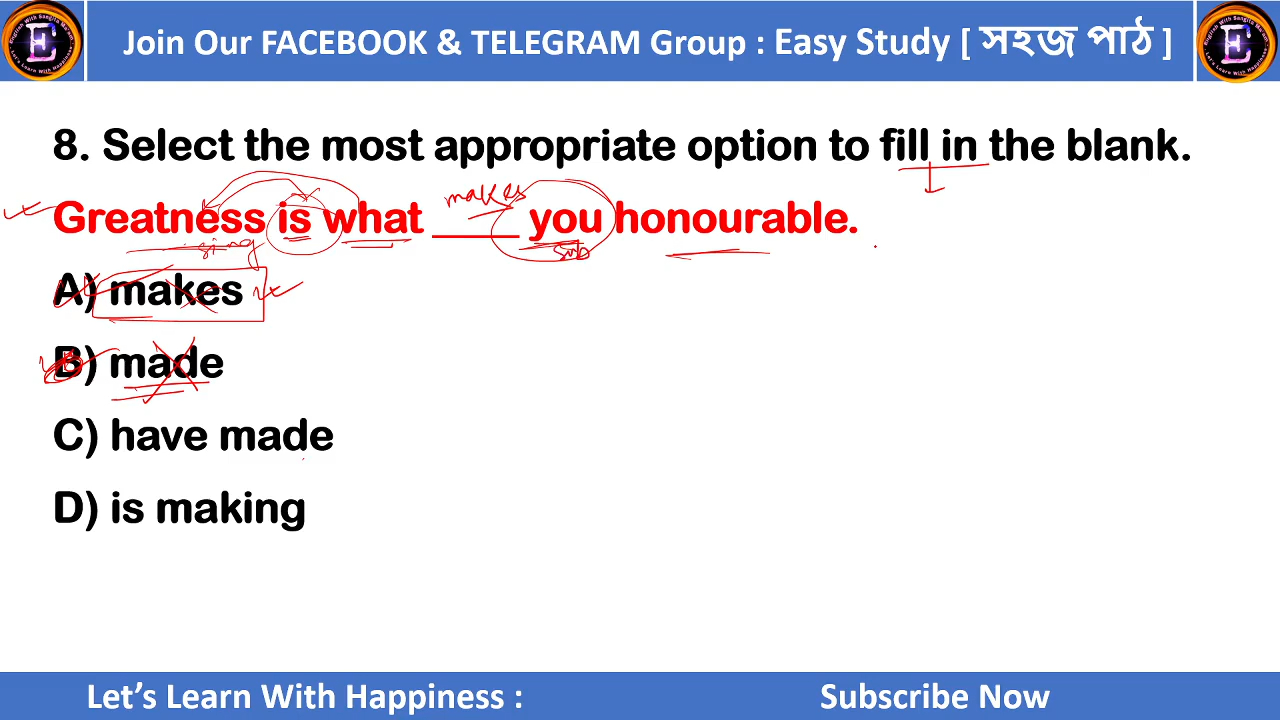 Join Our FACEBOOK & TELEGRAM Group : Easy Study [ সহজ পাঠ ]
8. Select the most appropriate option to fill in the blank.
makes
Greatness is what ____ you honourable.
sing sub
A) makes
B) made
C) have made
D) is making
Let's Learn With Happiness : Subscribe Now